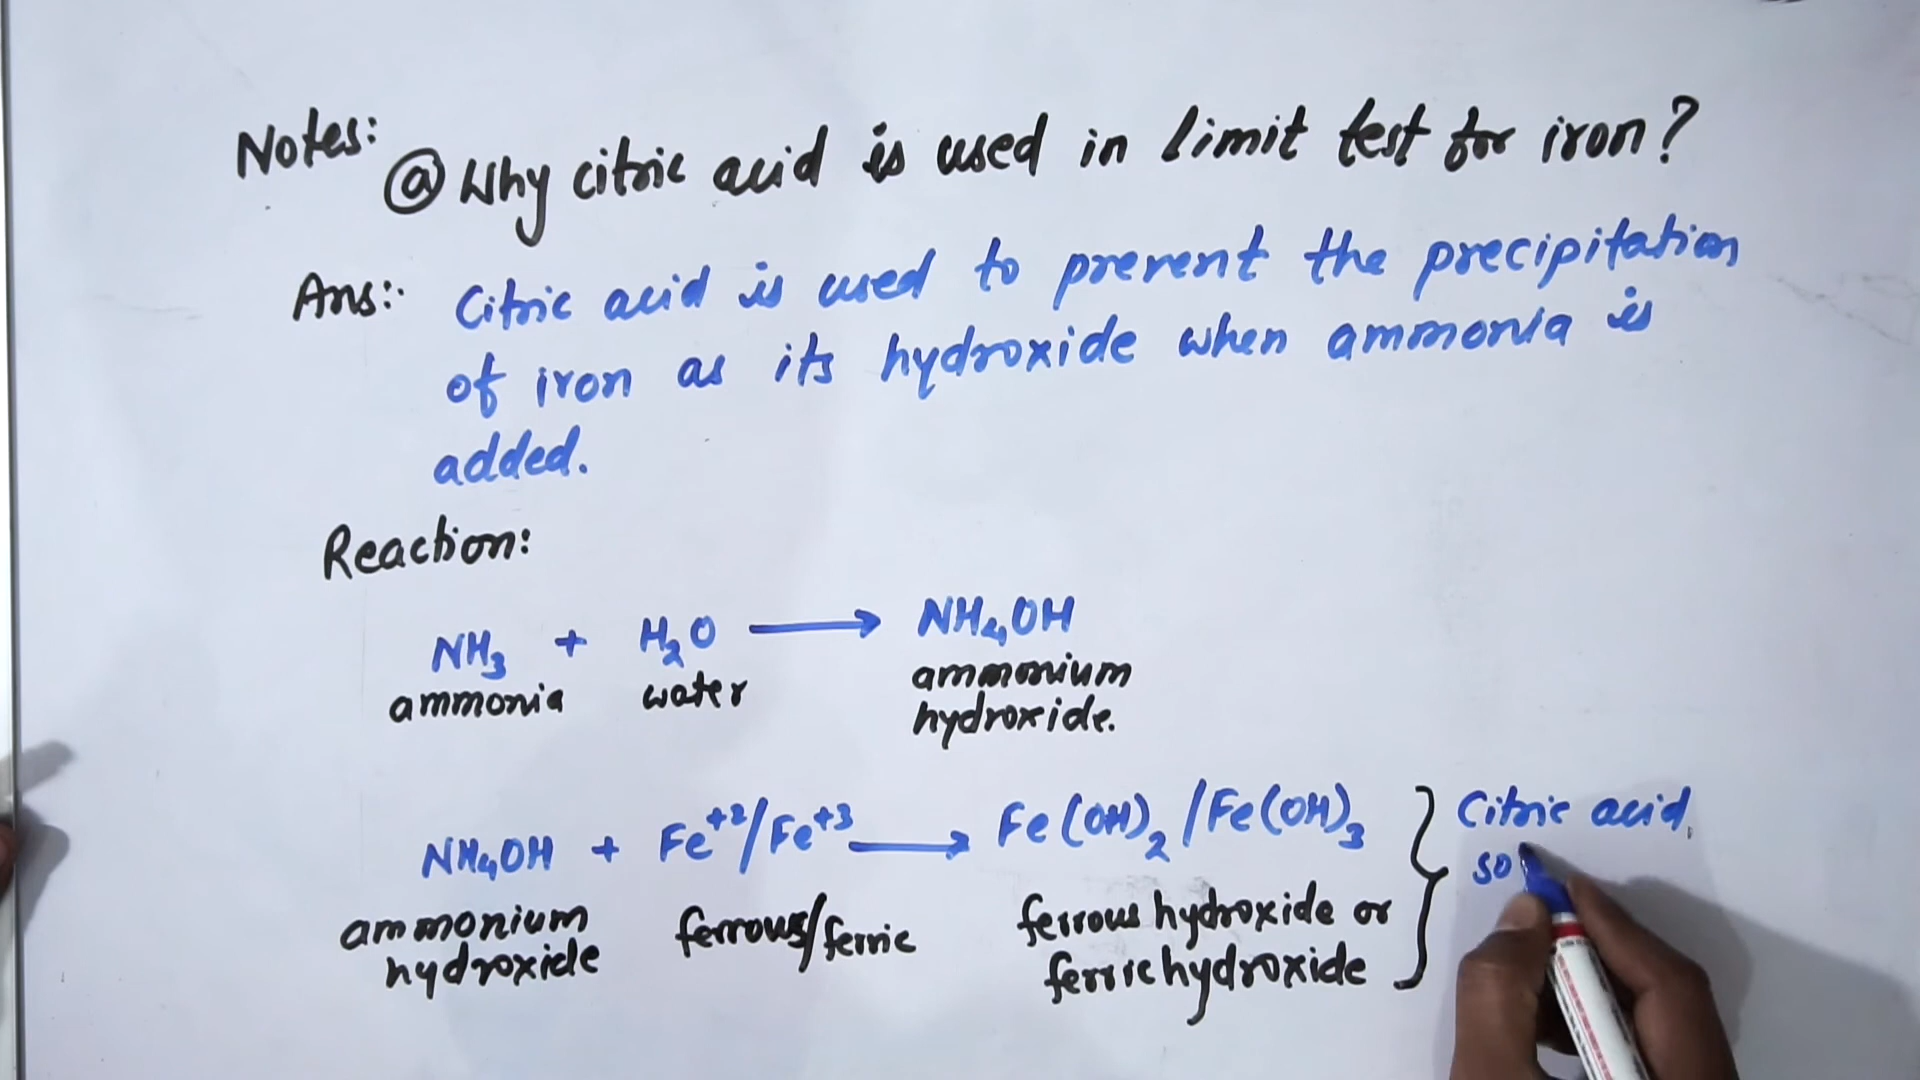 Notes:
@ Why citric acid is used in limit test for iron?
Ans:- Citric acid is used to prevent the precipitation
of iron as its hydroxide when ammonia is
added.
Reaction:
NH₃ + H₂O → NH₄OH
ammonia water ammonium
hydroxide.
NH₄OH + Fe⁺²/Fe⁺³ → Fe(OH)₂/Fe(OH)₃ } Citric acid
so
ammonium ferrous/ferric ferrous hydroxide or
hydroxide ferric hydroxide